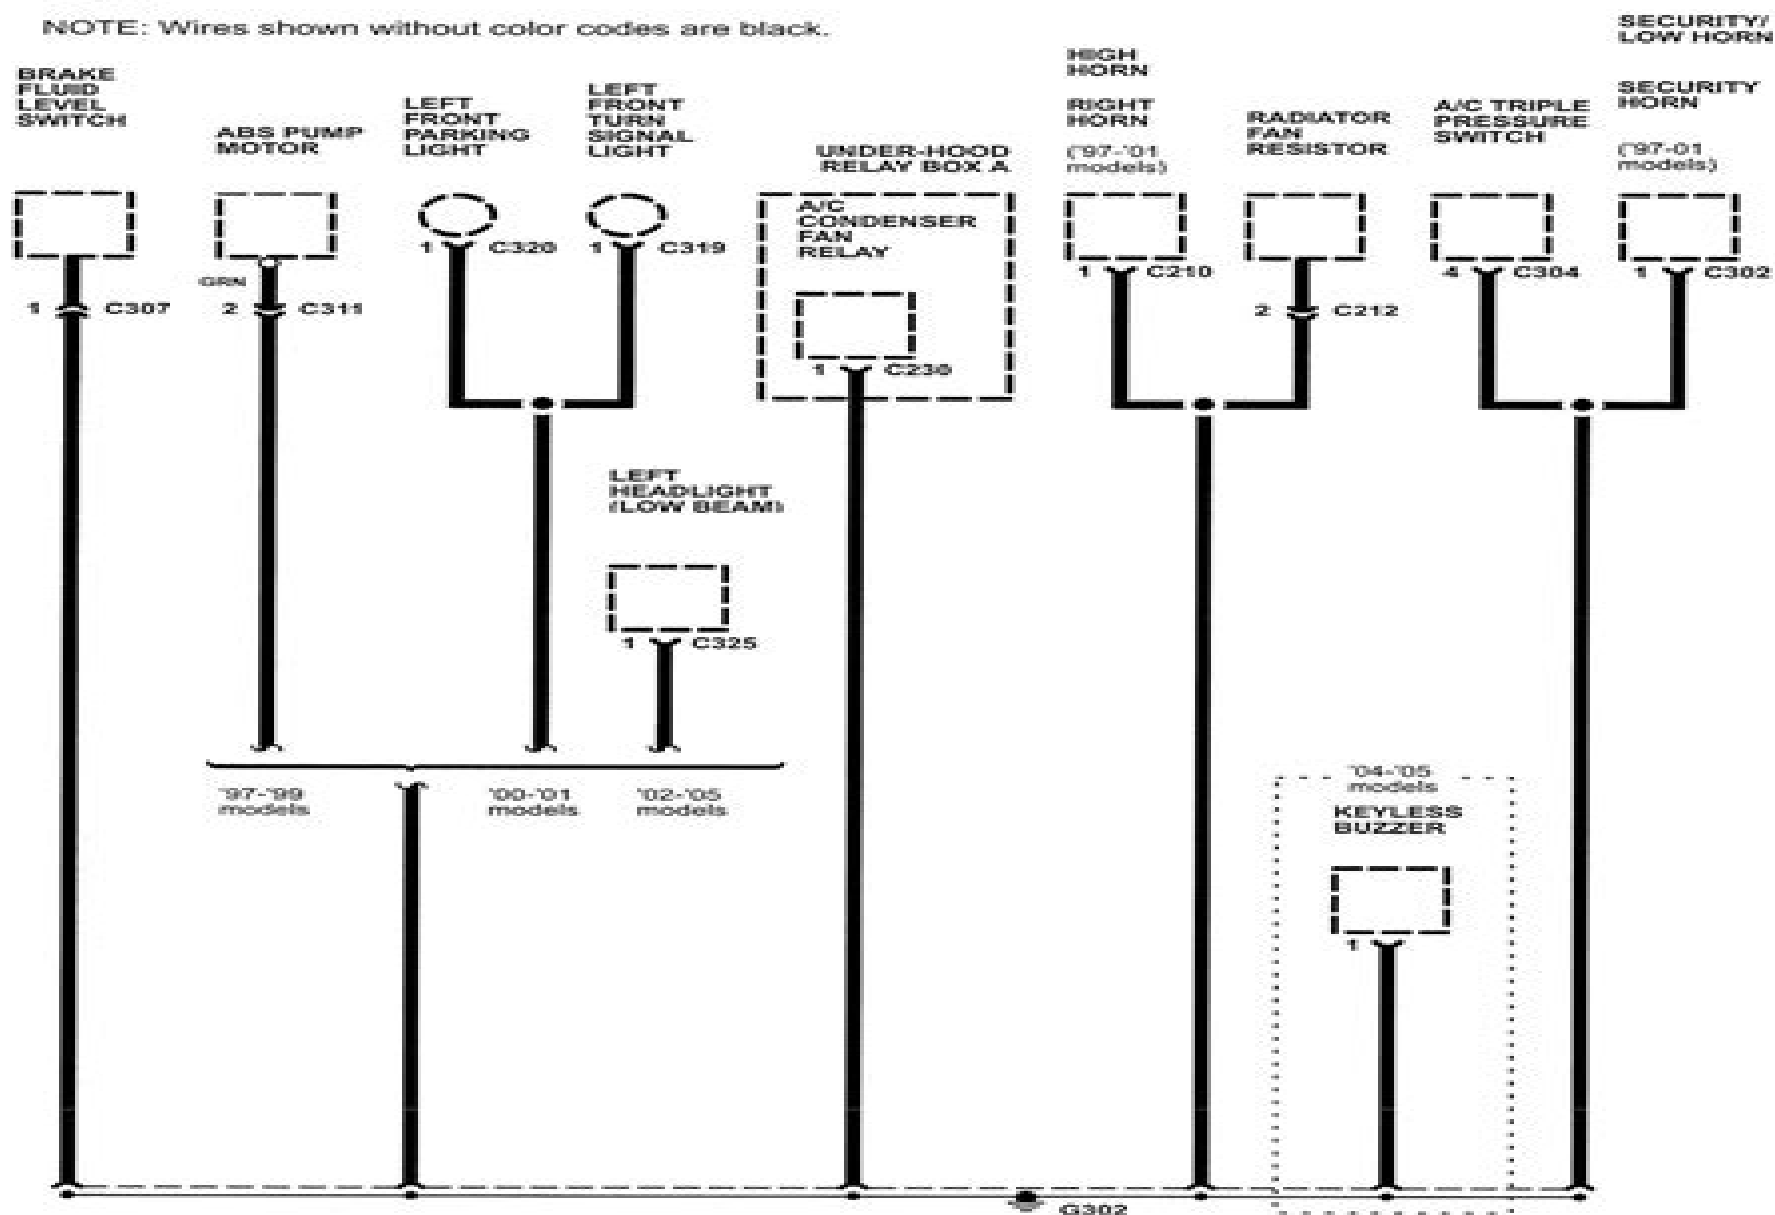 NOTE: Wires shown without color codes are black.
BRAKE
FLUID
LEVEL
SWITCH
ABS PUMP
MOTOR
LEFT
FRONT
PARKING
LIGHT
LEFT
FRONT
TURN
SIGNAL
LIGHT
UNDER-HOOD
RELAY BOX A
A/C
CONDENSER
FAN
RELAY
HIGH
HORN
RIGHT
HORN
('97-'01
models)
RADIATOR
FAN
RESISTOR
A/C TRIPLE
PRESSURE
SWITCH
SECURITY/
LOW HORN
SECURITY
HORN
('97-01
models)
1 C307
GRN
2 C311
1 C320
1 C319
1 C230
1 C210
2 C212
4 C304
1 C302
LEFT
HEADLIGHT
(LOW BEAM)
1 C325
'97-'99
models
'00-'01
models
'02-'05
models
'04-'05
models
KEYLESS
BUZZER
1
G302